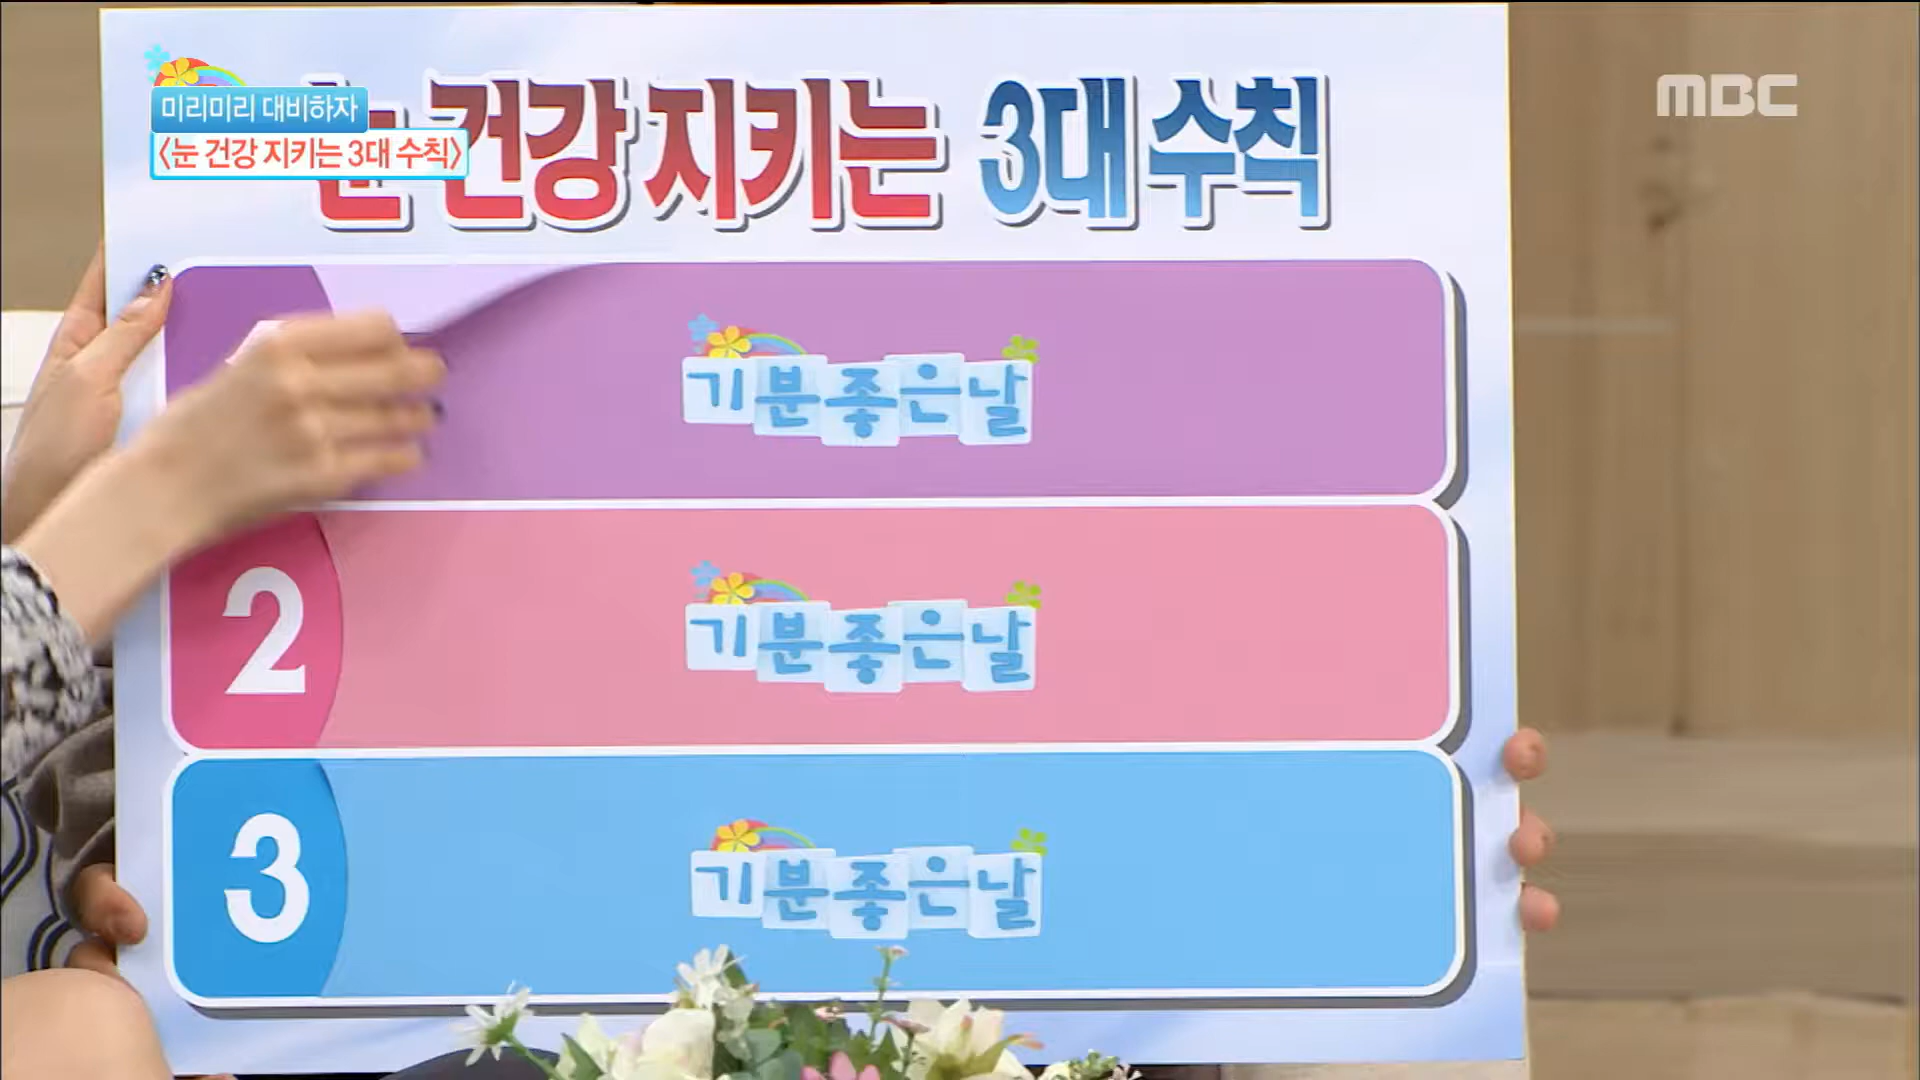 미리미리 대비하자
<눈 건강 지키는 3대 수칙>
MBC
눈 건강 지키는 3대 수칙
기분좋은날
2
기분좋은날
3
기분좋은날